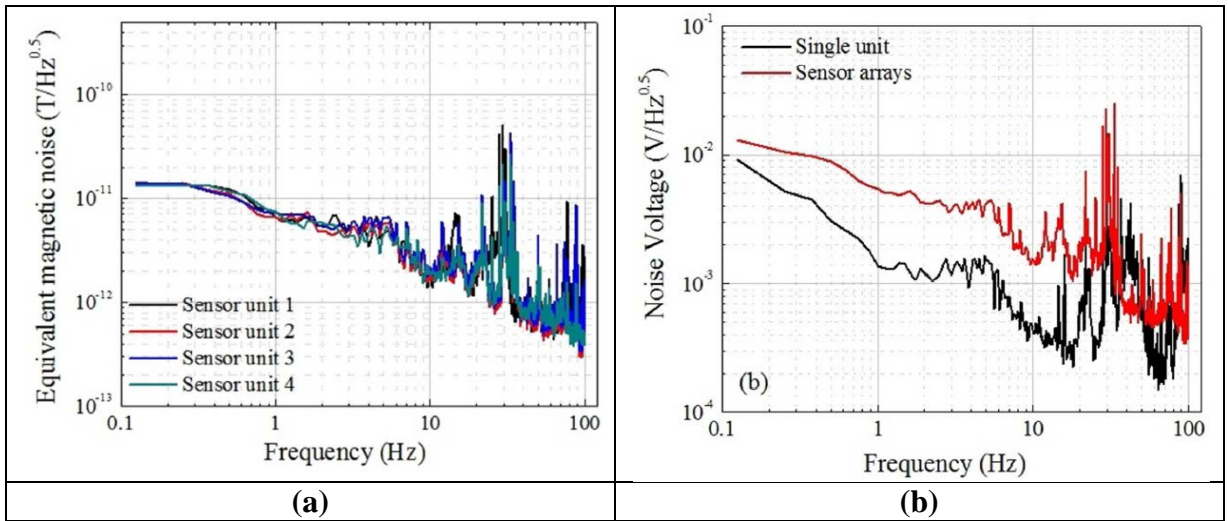 Equivalent magnetic noise (T/Hz^0.5)
10^-10
10^-11
10^-12
10^-13
Sensor unit 1
Sensor unit 2
Sensor unit 3
Sensor unit 4
0.1 1 10 100
Frequency (Hz)
(a)
Noise Voltage (V/Hz^0.5)
10^-1
10^-2
10^-3
10^-4
Single unit
Sensor arrays
(b)
0.1 1 10 100
Frequency (Hz)
(b)